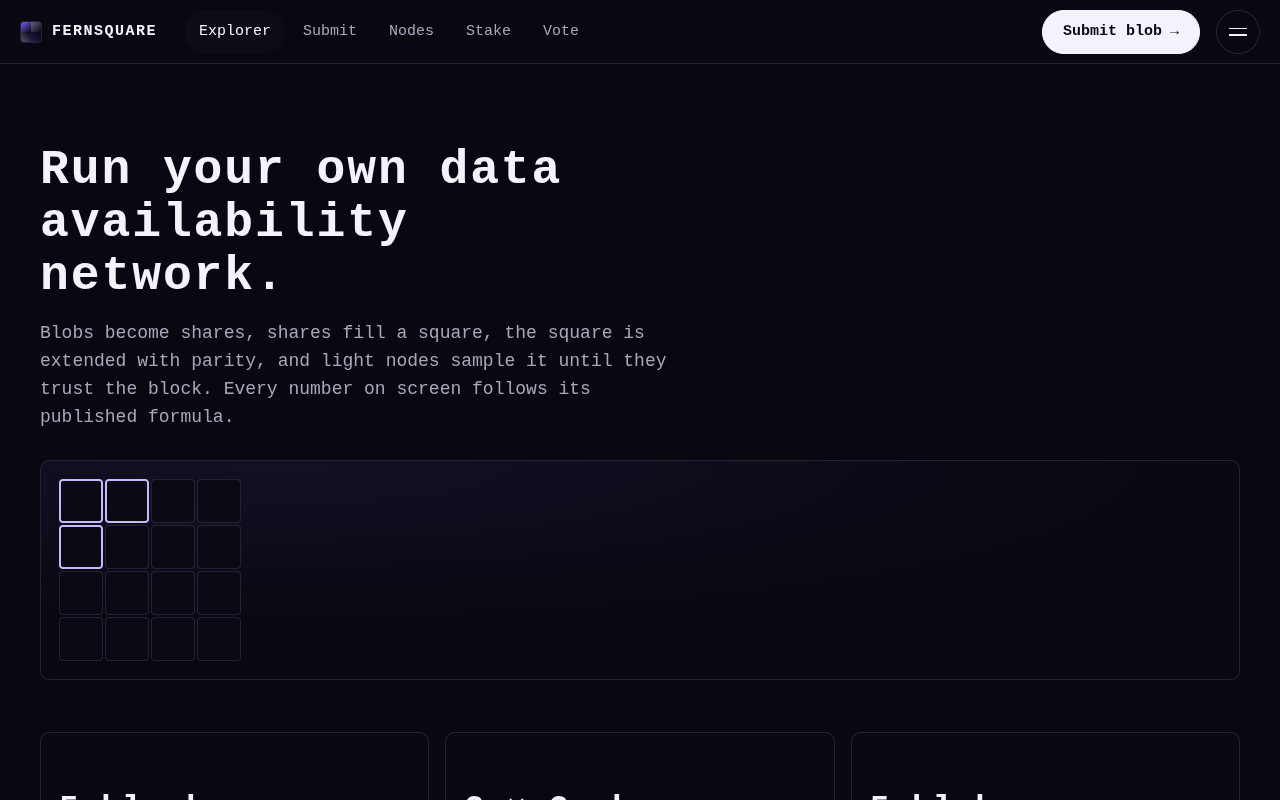 FERNSQUARE
Explorer
Submit
Nodes
Stake
Vote
Submit blob →
Run your own data
availability
network.
Blobs become shares, shares fill a square, the square is
extended with parity, and light nodes sample it until they
trust the block. Every number on screen follows its
published formula.